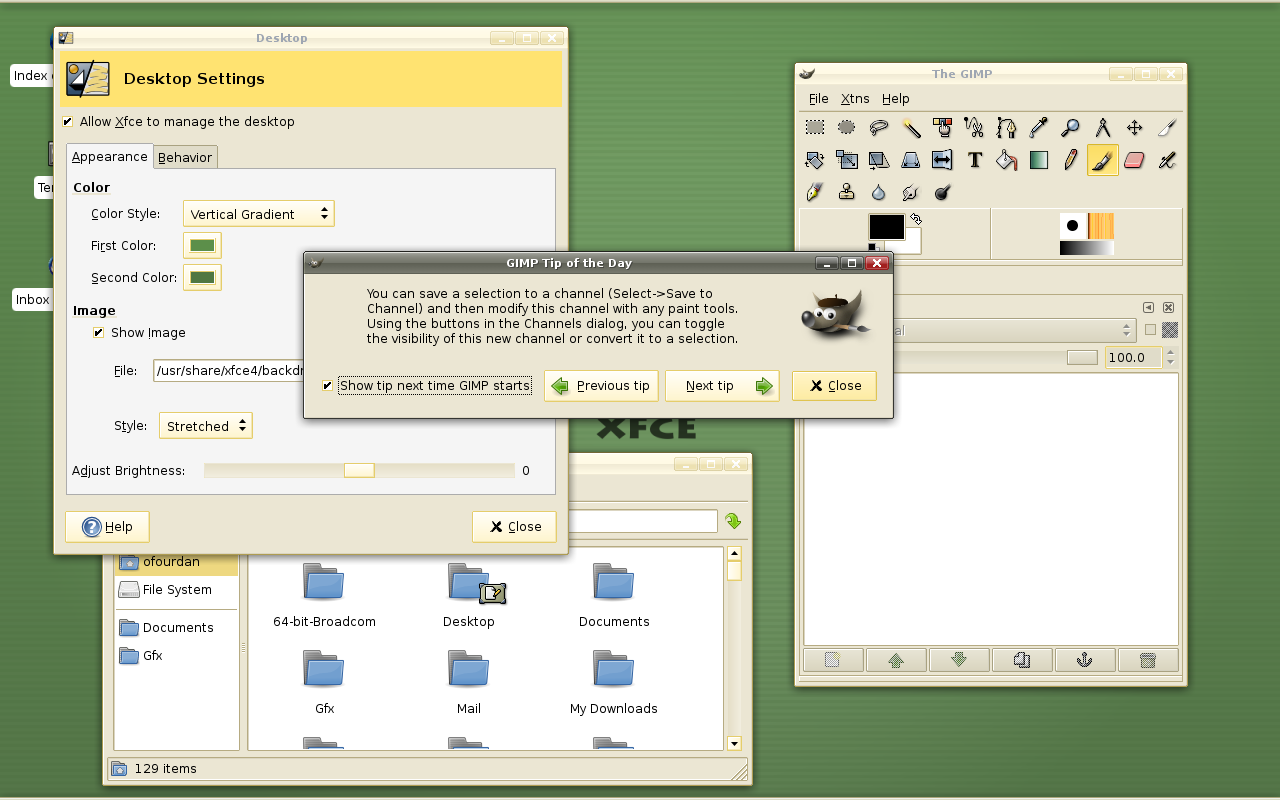 Desktop
Desktop Settings
Allow Xfce to manage the desktop
Appearance
Behavior
Color
Color Style:
Vertical Gradient
First Color:
Second Color:
Image
Show Image
File:
/usr/share/xfce4/backdr
Style:
Stretched
Adjust Brightness:
0
Help
Close
Index
Inbox
GIMP Tip of the Day
You can save a selection to a channel (Select->Save to
Channel) and then modify this channel with any paint tools.
Using the buttons in the Channels dialog, you can toggle
the visibility of this new channel or convert it to a selection.
Show tip next time GIMP starts
Previous tip
Next tip
Close
XFCE
The GIMP
File Xtns Help
al
100.0
ofourdan
File System
Documents
Gfx
64-bit-Broadcom
Desktop
Documents
Gfx
Mail
My Downloads
129 items